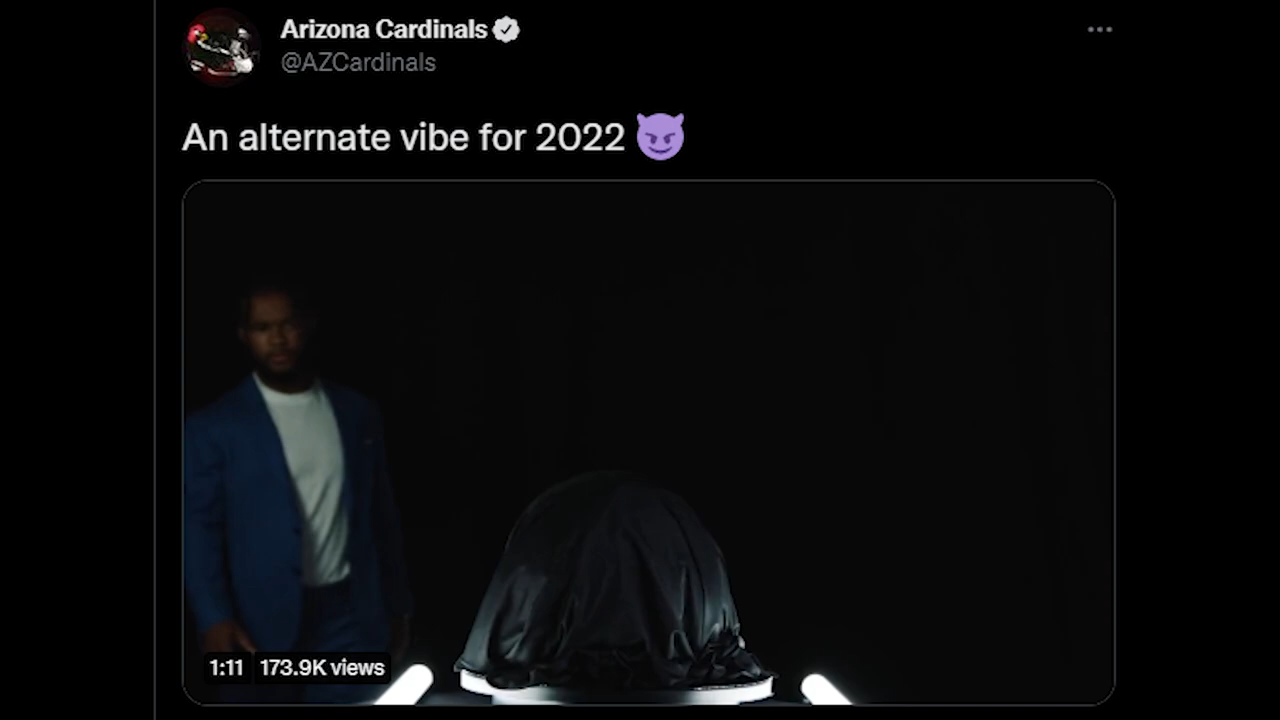 Arizona Cardinals
@AZCardinals
An alternate vibe for 2022 😈
1:11 173.9K views